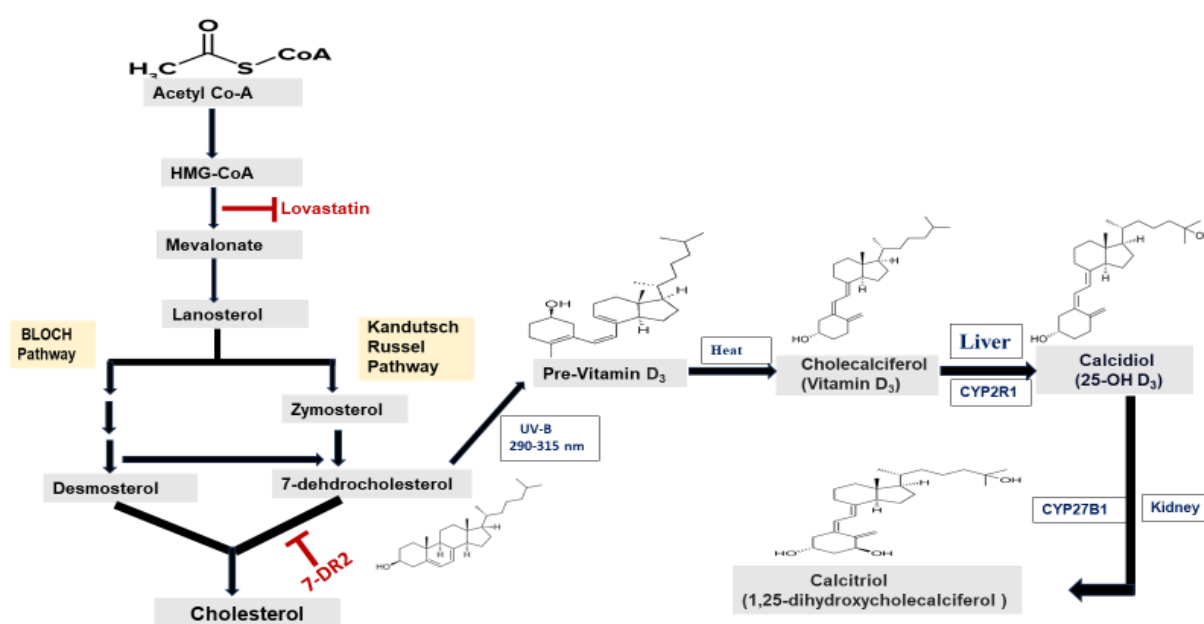 O
H₃C
S
CoA
Acetyl Co-A
HMG-CoA
Lovastatin
Mevalonate
Lanosterol
BLOCH
Pathway
Kandutsch
Russel
Pathway
Zymosterol
Desmosterol
7-dehdrocholesterol
7-DR2
Cholesterol
HO
H
H
H
UV-B
290-315 nm
OH
H
H
Pre-Vitamin D₃
Heat
H
H
HO
Cholecalciferol
(Vitamin D₃)
Liver
CYP2R1
O
H
H
HO
Calcidiol
(25-OH D₃)
CYP27B1
Kidney
OH
H
H
HO
OH
Calcitriol
(1,25-dihydroxycholecalciferol )